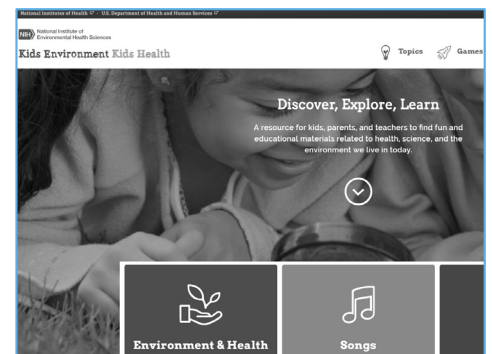 National Institutes of Health · U.S. Department of Health and Human Services
NIH National Institute of
Environmental Health Sciences
Kids Environment Kids Health
Topics
Games
Discover, Explore, Learn
A resource for kids, parents, and teachers to find fun and
educational materials related to health, science, and the
environment we live in today.
Environment & Health
Songs